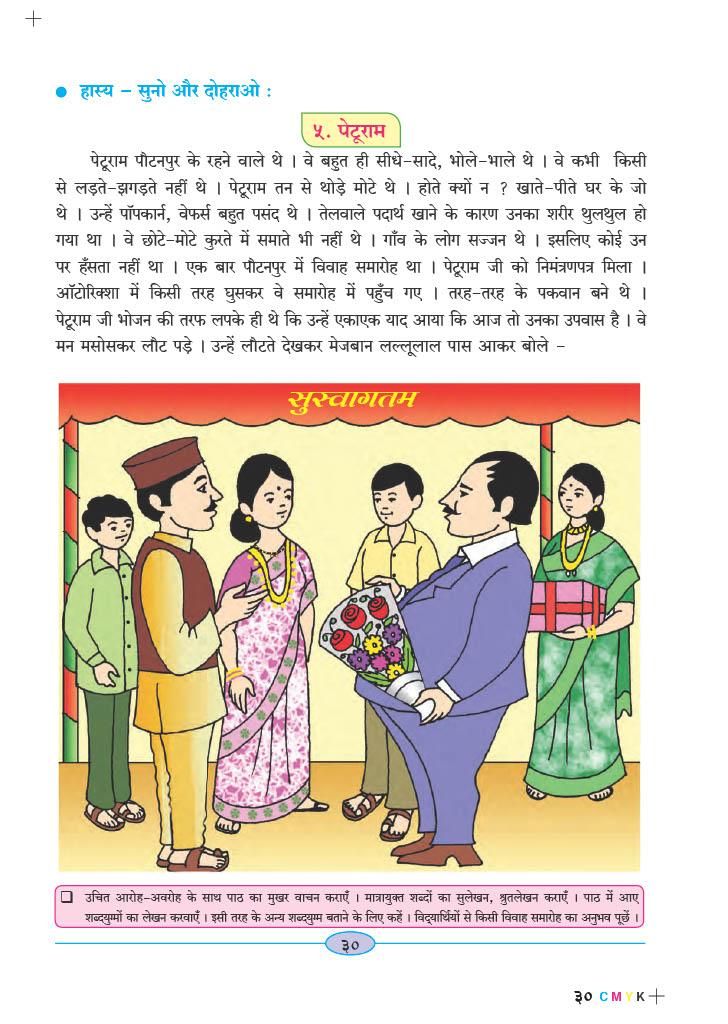 ● हास्य – सुनो और दोहराओ :
५. पेटूराम
पेटूराम पौटनपुर के रहने वाले थे । वे बहुत ही सीधे-सादे, भोले-भाले थे । वे कभी किसी
से लड़ते-झगड़ते नहीं थे । पेटूराम तन से थोड़े मोटे थे । होते क्यों न ? खाते-पीते घर के जो
थे । उन्हें पॉपकार्न, वेफर्स बहुत पसंद थे । तेलवाले पदार्थ खाने के कारण उनका शरीर थुलथुल हो
गया था । वे छोटे-मोटे कुरते में समाते भी नहीं थे । गाँव के लोग सज्जन थे । इसलिए कोई उन
पर हँसता नहीं था । एक बार पौटनपुर में विवाह समारोह था । पेटूराम जी को निमंत्रणपत्र मिला ।
ऑटोरिक्शा में किसी तरह घुसकर वे समारोह में पहुँच गए । तरह-तरह के पकवान बने थे ।
पेटूराम जी भोजन की तरफ लपके ही थे कि उन्हें एकाएक याद आया कि आज तो उनका उपवास है । वे
मन मसोसकर लौट पड़े । उन्हें लौटते देखकर मेजबान लल्लूलाल पास आकर बोले –
सुस्वागतम
❑ उचित आरोह-अवरोह के साथ पाठ का मुखर वाचन कराएँ । मात्रायुक्त शब्दों का सुलेखन, श्रुतलेखन कराएँ । पाठ में आए
शब्दयुग्मों का लेखन करवाएँ । इसी तरह के अन्य शब्दयुग्म बताने के लिए कहें । विद्यार्थियों से किसी विवाह समारोह का अनुभव पूछें ।
३०
३० C M Y K